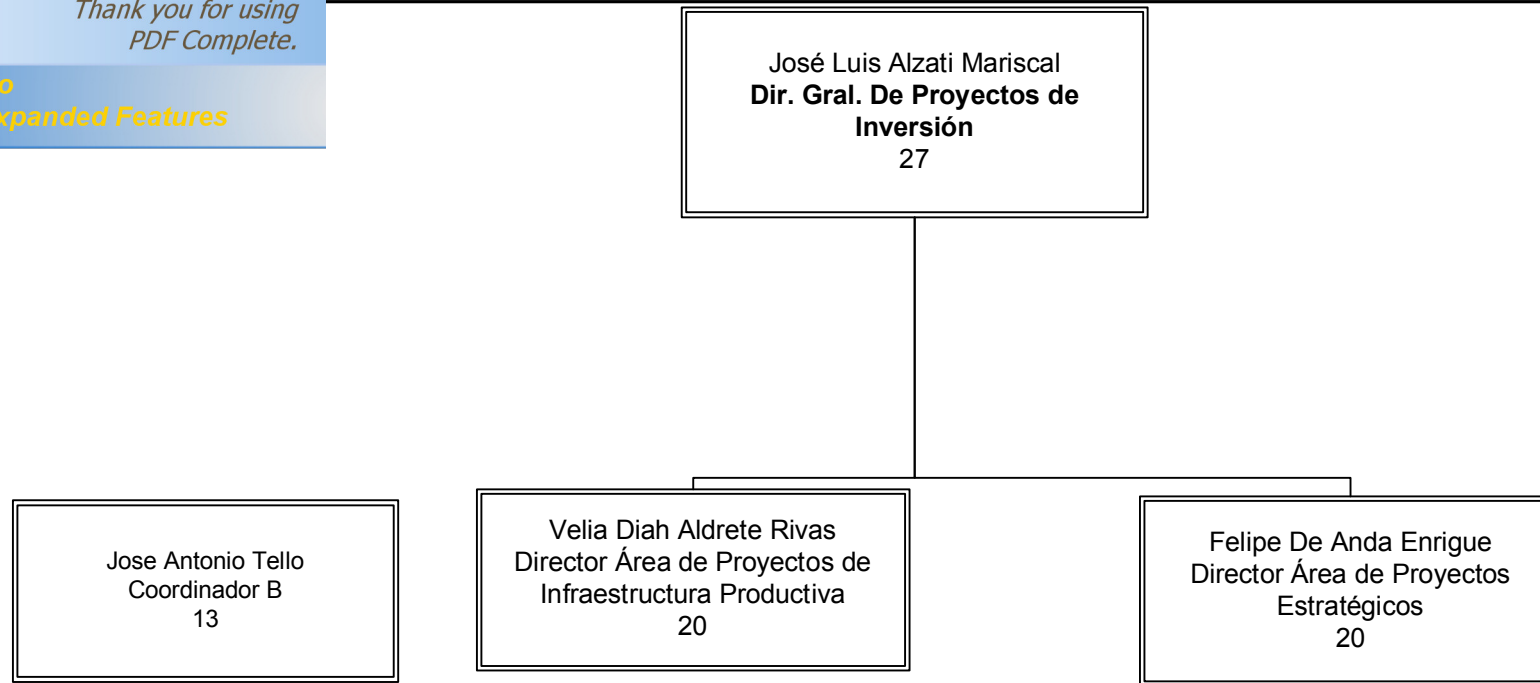 Thank you for using
PDF Complete.
Expanded Features
José Luis Alzati Mariscal
Dir. Gral. De Proyectos de
Inversión
27
Jose Antonio Tello
Coordinador B
13
Velia Diah Aldrete Rivas
Director Área de Proyectos de
Infraestructura Productiva
20
Felipe De Anda Enrigue
Director Área de Proyectos
Estratégicos
20